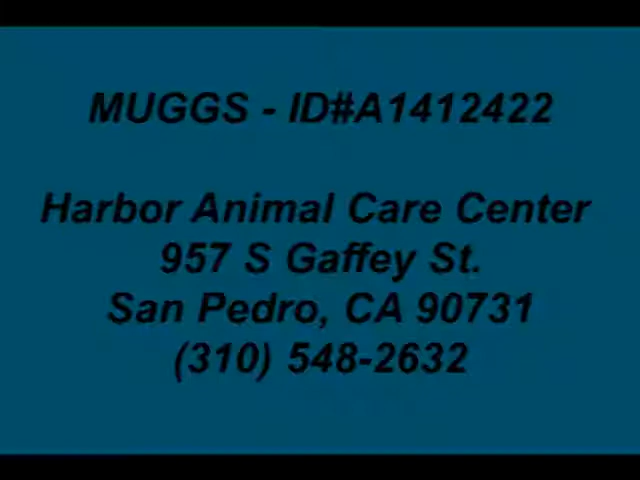 MUGGS - ID#A1412422
Harbor Animal Care Center
957 S Gaffey St.
San Pedro, CA 90731
(310) 548-2632